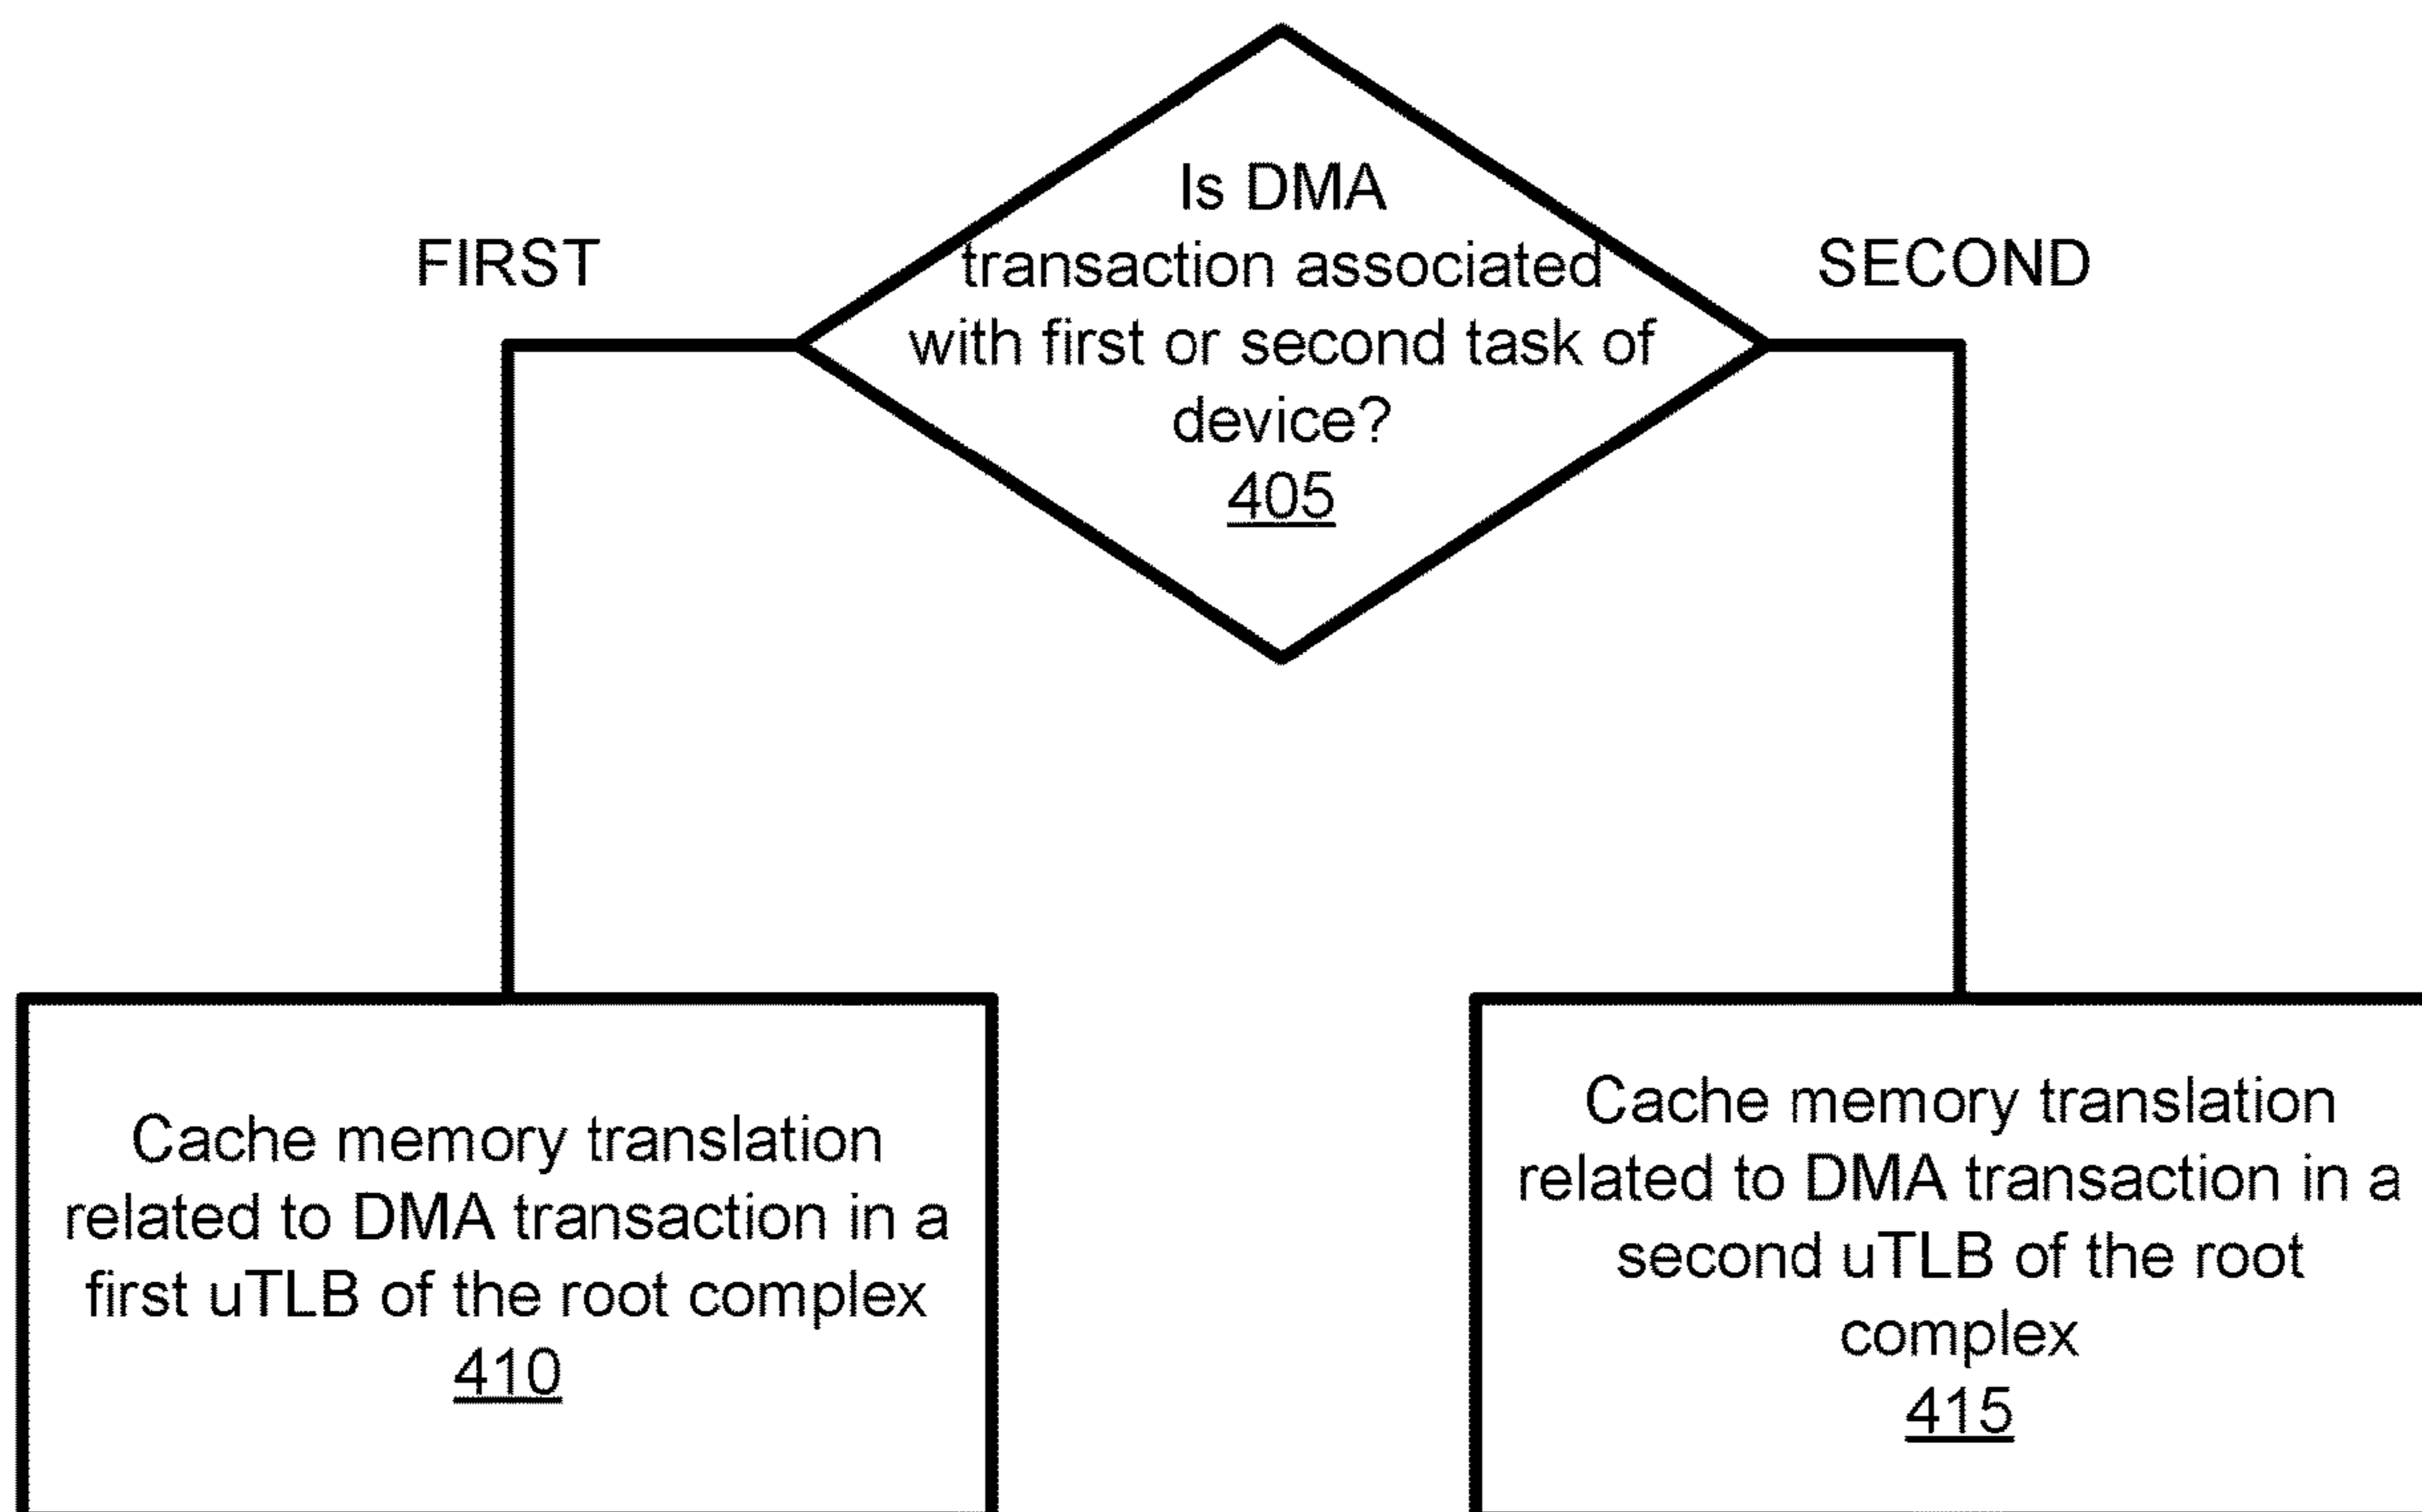 Is DMA
transaction associated
with first or second task of
device?
405
FIRST
SECOND
Cache memory translation
related to DMA transaction in a
first uTLB of the root complex
410
Cache memory translation
related to DMA transaction in a
second uTLB of the root
complex
415